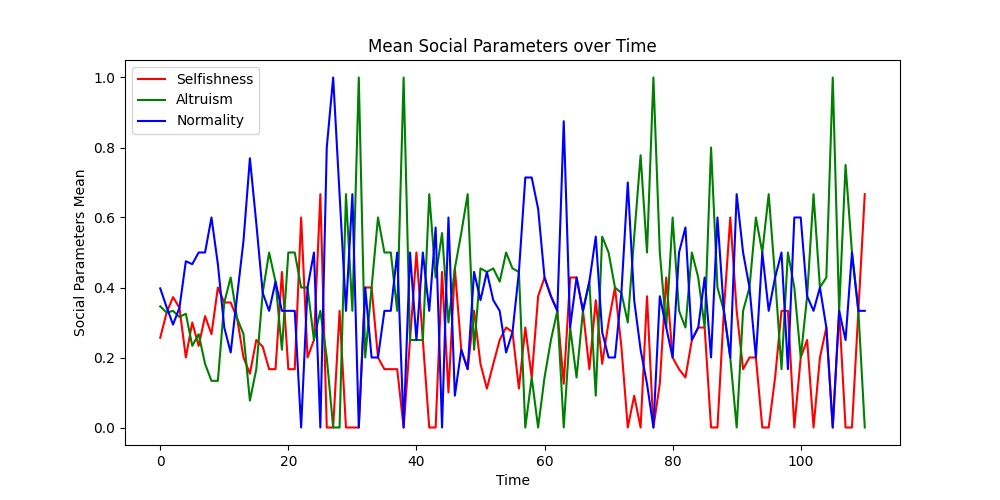 Mean Social Parameters over Time
Selfishness
Altruism
Normality
Social Parameters Mean
1.0
0.8
0.6
0.4
0.2
0.0
0 20 40 60 80 100
Time